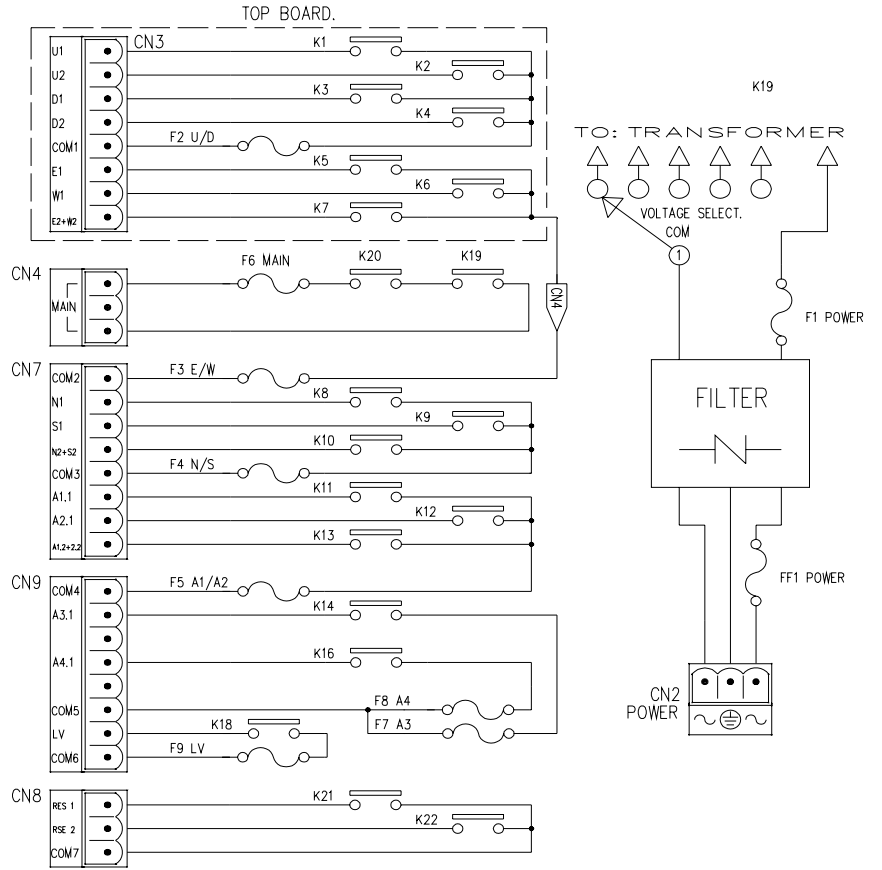 TOP BOARD.
CN3
U1
K1
U2
K2
D1
K3
D2
K4
COM1
F2 U/D
E1
K5
W1
K6
E2+W2
K7
K19
TO: TRANSFORMER
VOLTAGE SELECT.
COM
1
F1 POWER
FILTER
FF1 POWER
CN2
POWER
CN4
MAIN
F6 MAIN
K20
K19
CN4
CN7
COM2
F3 E/W
N1
K8
S1
K9
N2+S2
K10
COM3
F4 N/S
A1.1
K11
A2.1
K12
A1.2+2.2
K13
CN9
COM4
F5 A1/A2
A3.1
K14
A4.1
K16
COM5
F8 A4
F7 A3
LV
K18
COM6
F9 LV
CN8
RES 1
K21
RSE 2
K22
COM7